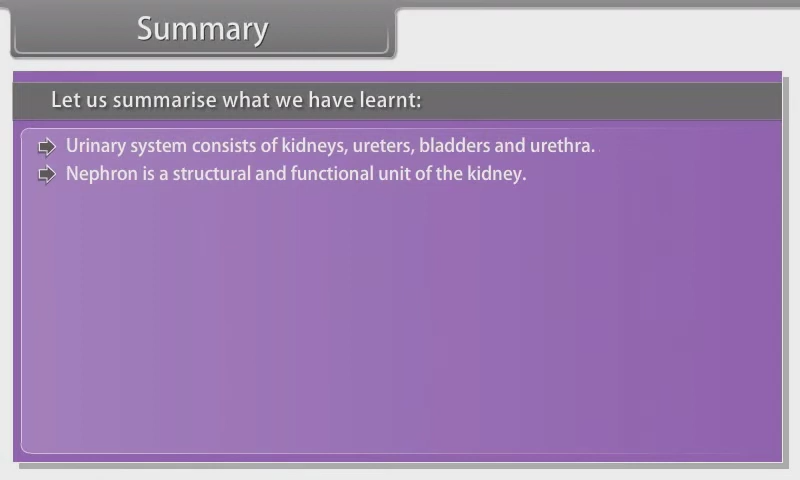 Summary
Let us summarise what we have learnt:
Urinary system consists of kidneys, ureters, bladders and urethra.
Nephron is a structural and functional unit of the kidney.